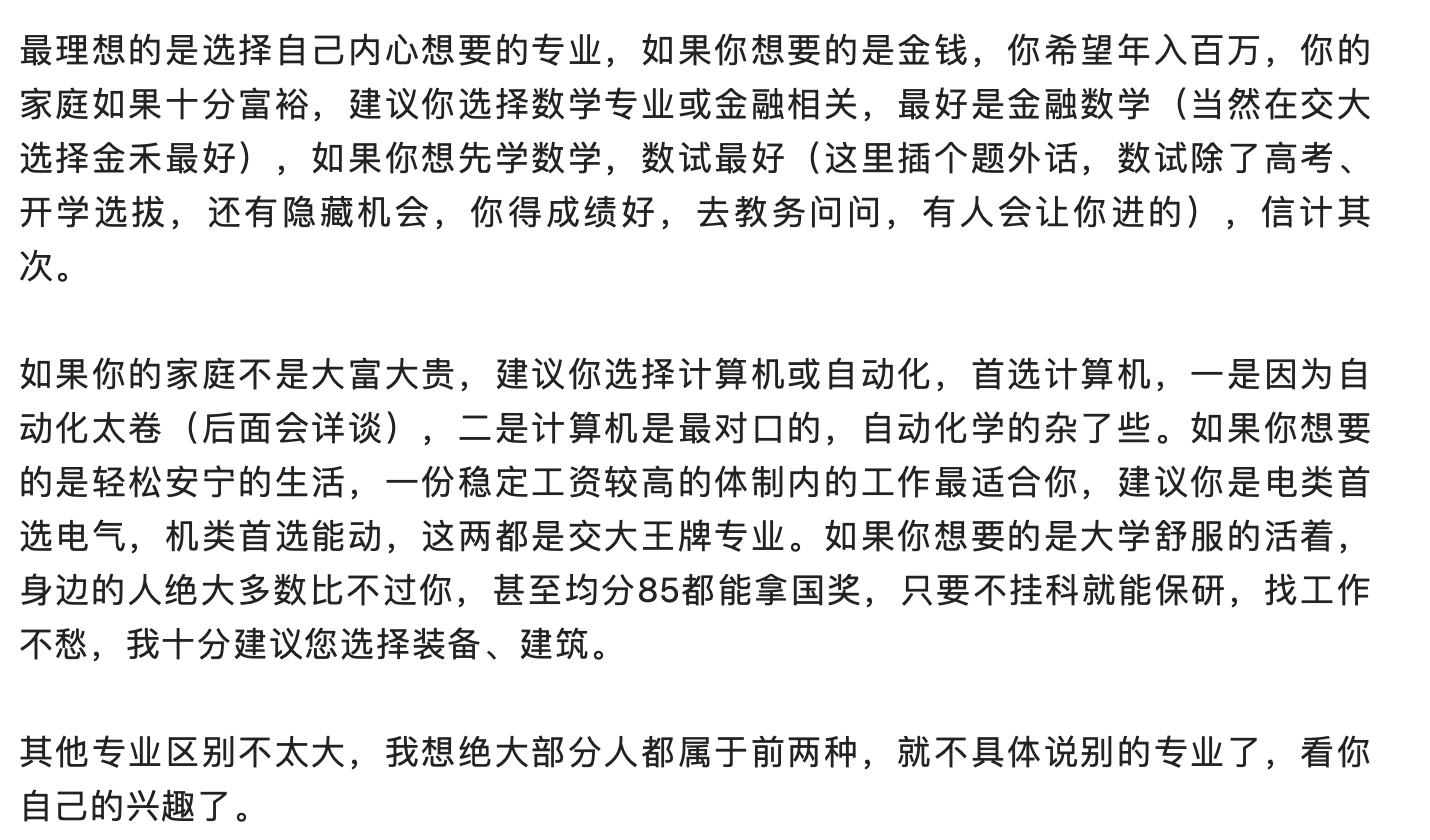 最理想的是选择自己内心想要的专业，如果你想要的是金钱，你希望年入百万，你的
家庭如果十分富裕，建议你选择数学专业或金融相关，最好是金融数学（当然在交大
选择金禾最好），如果你想先学数学，数试最好（这里插个题外话，数试除了高考、
开学选拔，还有隐藏机会，你得成绩好，去教务问问，有人会让你进的），信计其
次。
如果你的家庭不是大富大贵，建议你选择计算机或自动化，首选计算机，一是因为自
动化太卷（后面会详谈），二是计算机是最对口的，自动化学的杂了些。如果你想要
的是轻松安宁的生活，一份稳定工资较高的体制内的工作最适合你，建议你是电类首
选电气，机类首选能动，这两都是交大王牌专业。如果你想要的是大学舒服的活着，
身边的人绝大多数比不过你，甚至均分85都能拿国奖，只要不挂科就能保研，找工作
不愁，我十分建议您选择装备、建筑。
其他专业区别不太大，我想绝大部分人都属于前两种，就不具体说别的专业了，看你
自己的兴趣了。